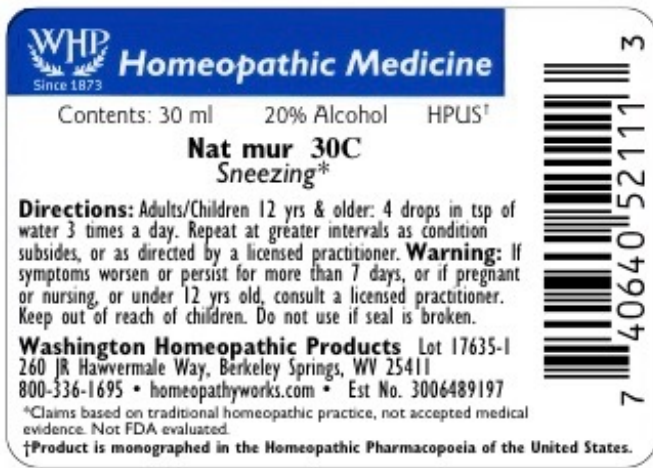 WHP
Since 1873
Homeopathic Medicine
Contents: 30 ml 20% Alcohol HPUS†
Nat mur 30C
Sneezing*
Directions: Adults/Children 12 yrs & older: 4 drops in tsp of
water 3 times a day. Repeat at greater intervals as condition
subsides, or as directed by a licensed practitioner. Warning: If
symptoms worsen or persist for more than 7 days, or if pregnant
or nursing, or under 12 yrs old, consult a licensed practitioner.
Keep out of reach of children. Do not use if seal is broken.
Washington Homeopathic Products Lot 17635-1
260 JR Hawvermale Way, Berkeley Springs, WV 25411
800-336-1695 • homeopathyworks.com • Est No. 3006489197
*Claims based on traditional homeopathic practice, not accepted medical
evidence. Not FDA evaluated.
†Product is monographed in the Homeopathic Pharmacopoeia of the United States.
7 40640 52111 3